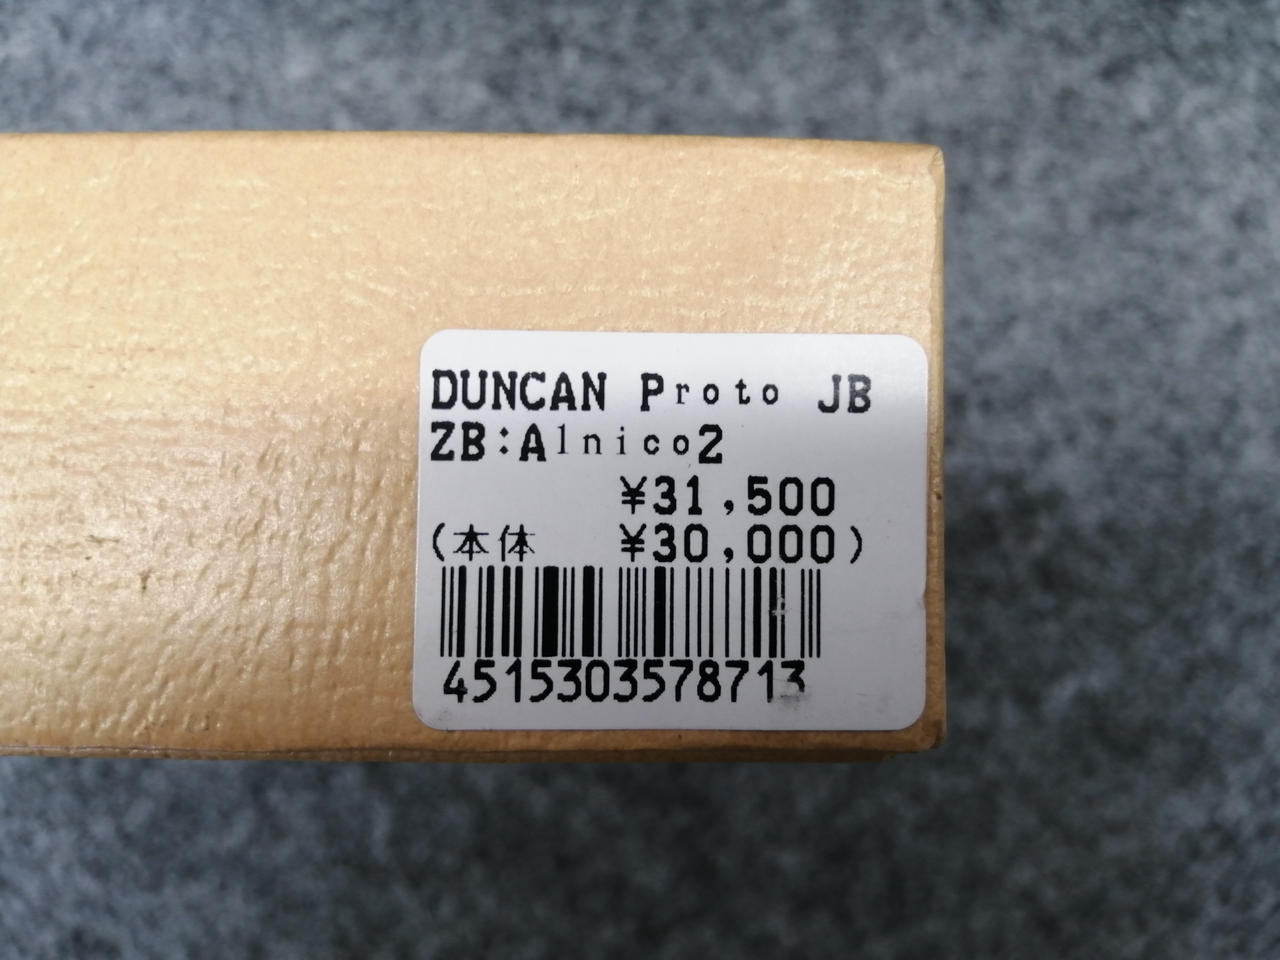 DUNCAN Proto JB
ZB:Alnico2
¥31,500
(本体 ¥30,000)
4515303578713